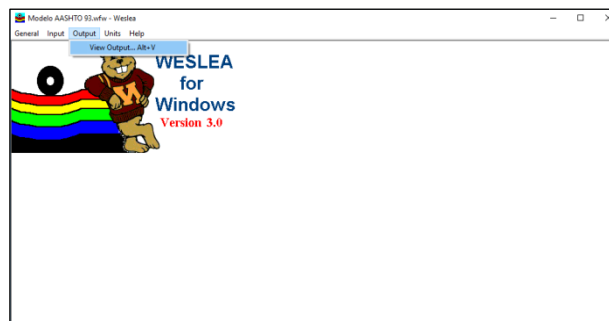 Modelo AASHTO 93.wfw - Weslea
General Input Output Units Help
View Output... Alt+V
WESLEA
for
Windows
Version 3.0